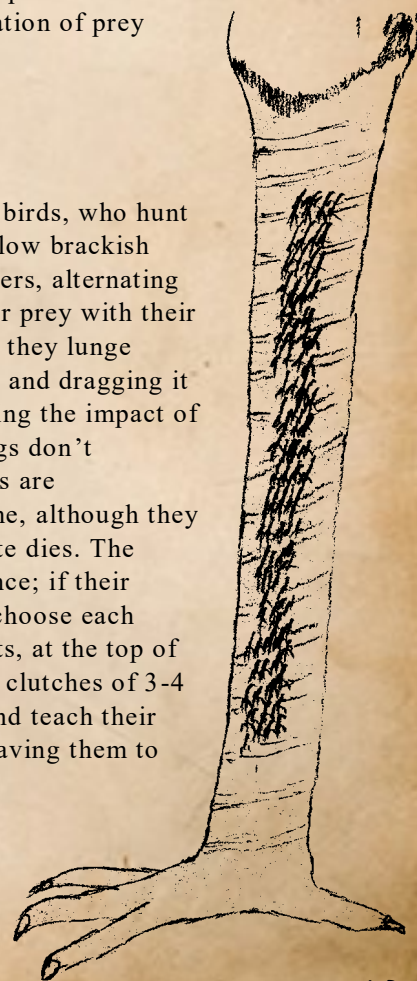 ation of prey
birds, who hunt
low brackish
ers, alternating
r prey with their
they lunge
and dragging it
ing the impact of
gs don’t
s are
ne, although they
te dies. The
nce; if their
choose each
ts, at the top of
clutches of 3-4
nd teach their
aving them to